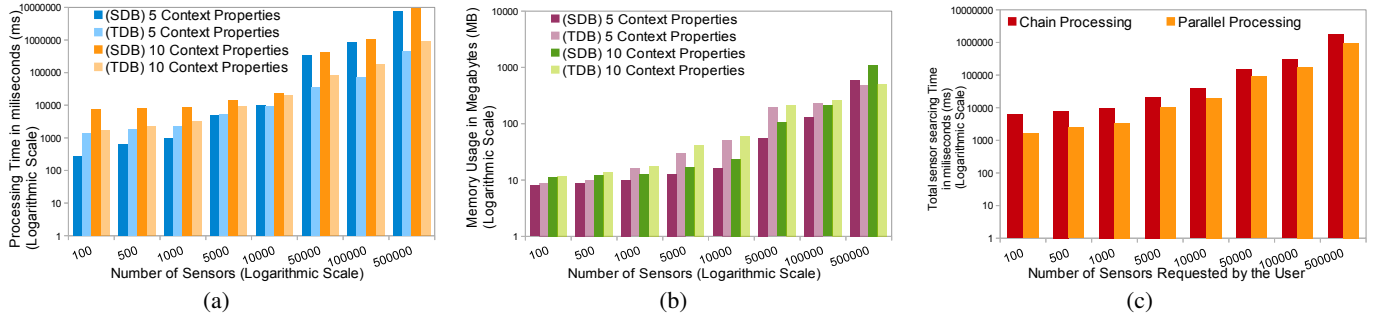 Processing Time in miliseconds (ms)
(Logarithmic Scale)
10000000
1000000
100000
10000
1000
100
10
1
(SDB) 5 Context Properties
(TDB) 5 Context Properties
(SDB) 10 Context Properties
(TDB) 10 Context Properties
100
500
1000
5000
10000
50000
100000
500000
Number of Sensors (Logarithmic Scale)
(a)
Memory Usage in Megabytes (MB)
(Logarithmic Scale)
10000
1000
100
10
1
(SDB) 5 Context Properties
(TDB) 5 Context Properties
(SDB) 10 Context Properties
(TDB) 10 Context Properties
100
500
1000
5000
10000
50000
100000
500000
Number of Sensors (Logarithmic Scale)
(b)
Total sensor searcing Time
in miliseconds (ms)
(Logarithmic Scale)
10000000
1000000
100000
10000
1000
100
10
1
Chain Processing
Parallel Processing
100
500
1000
5000
10000
50000
100000
500000
Number of Sensors Requested by the User
(c)